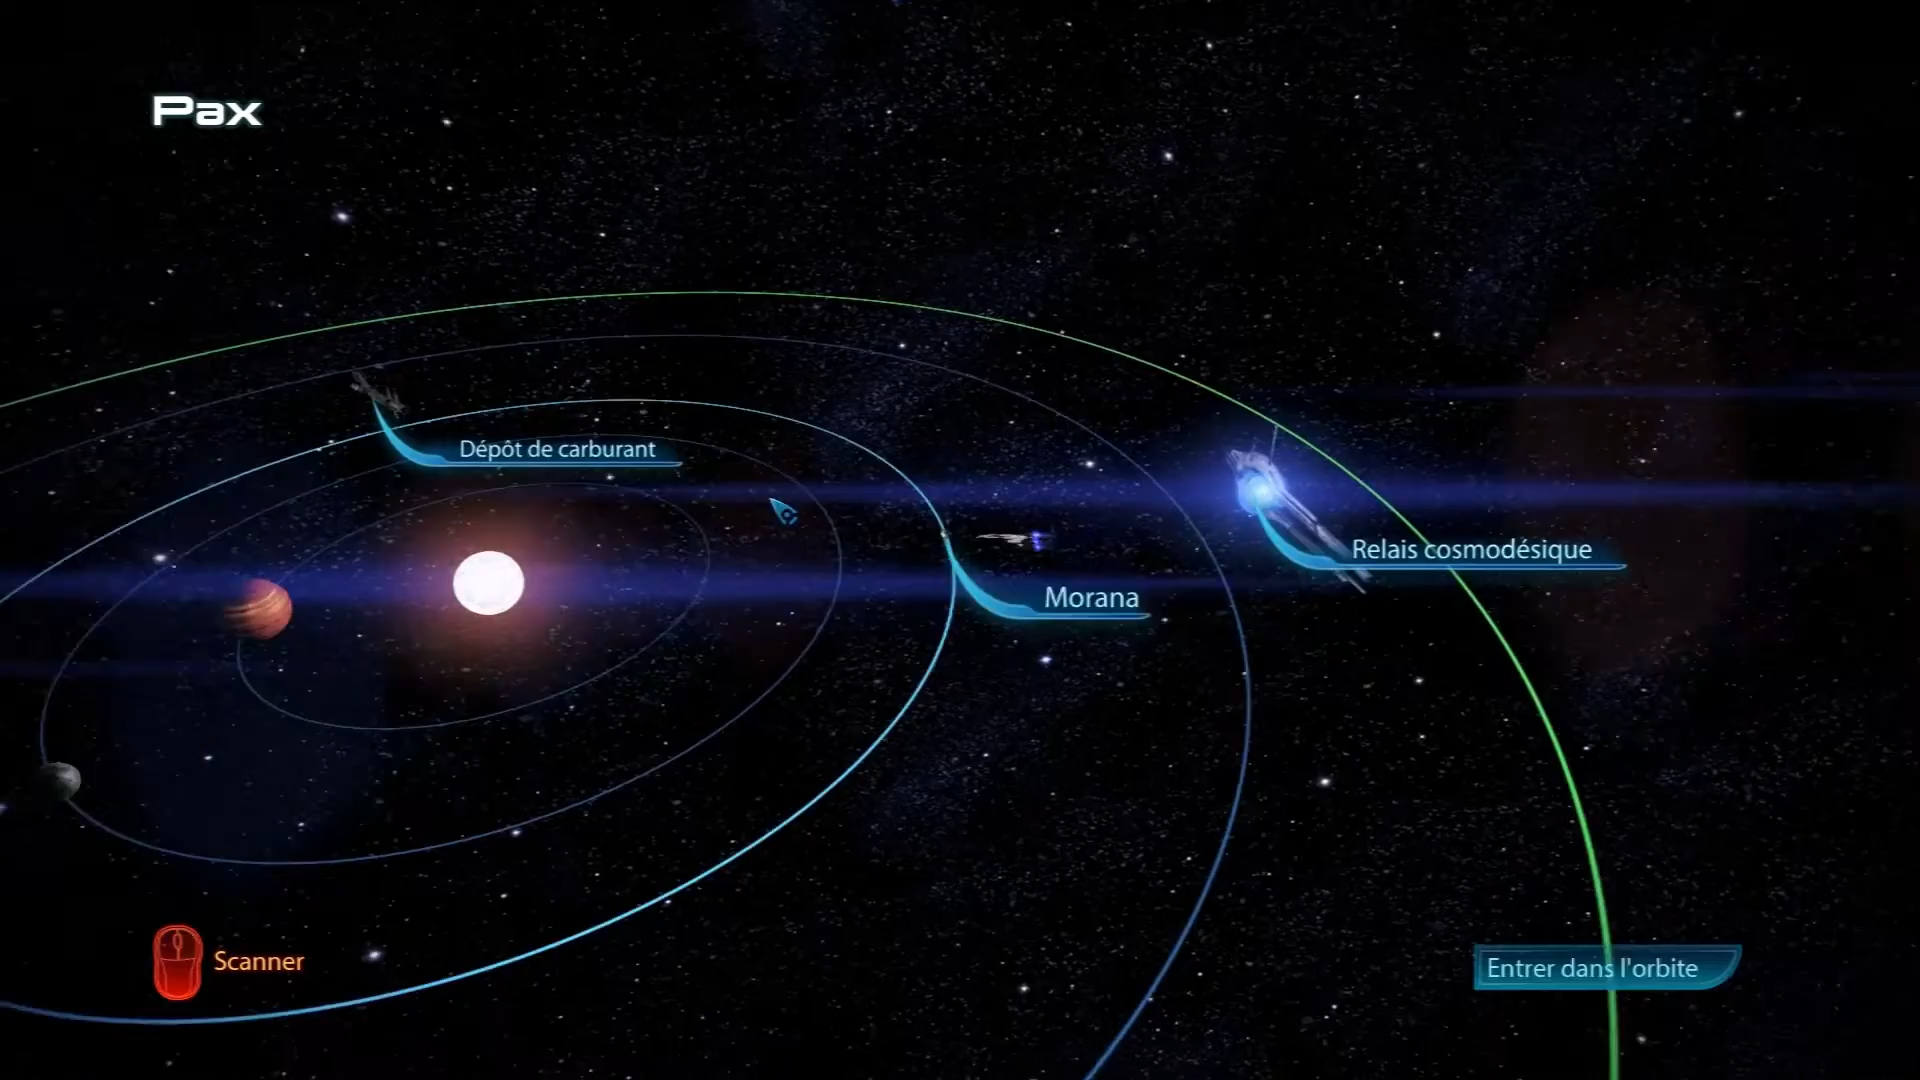 Pax
Dépôt de carburant
Relais cosmodésique
Morana
Scanner
Entrer dans l'orbite